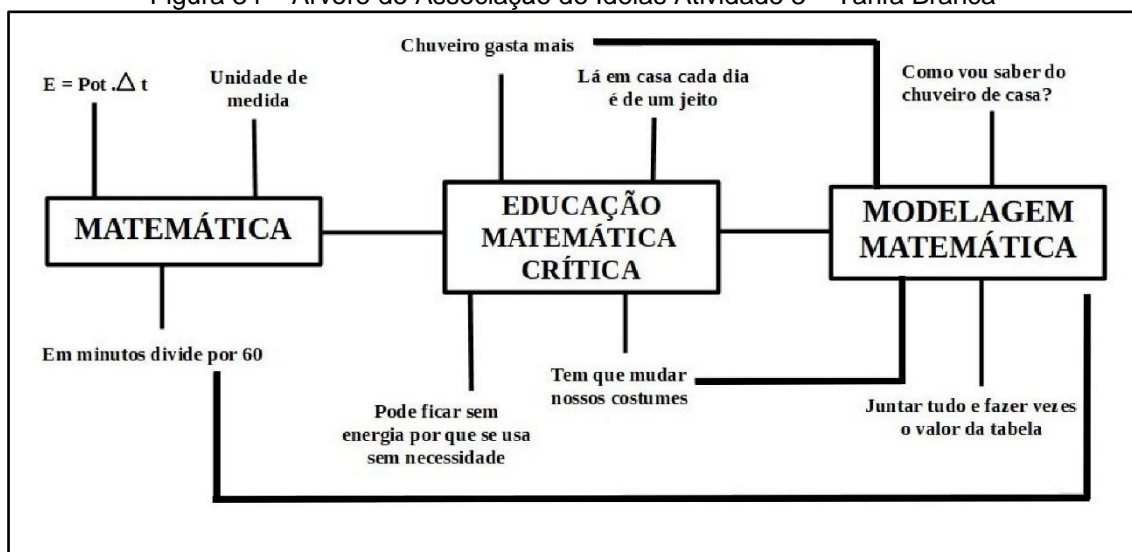 Figura 31 – Árvore de Associação de Ideias Atividade 3 – Tarifa Branca
Chuveiro gasta mais
E = Pot .Δ t
Unidade de
medida
Lá em casa cada dia
é de um jeito
Como vou saber do
chuveiro de casa?
MATEMÁTICA
EDUCAÇÃO
MATEMÁTICA
CRÍTICA
MODELAGEM
MATEMÁTICA
Em minutos divide por 60
Pode ficar sem
energia por que se usa
sem necessidade
Tem que mudar
nossos costumes
Juntar tudo e fazer vezes
o valor da tabela